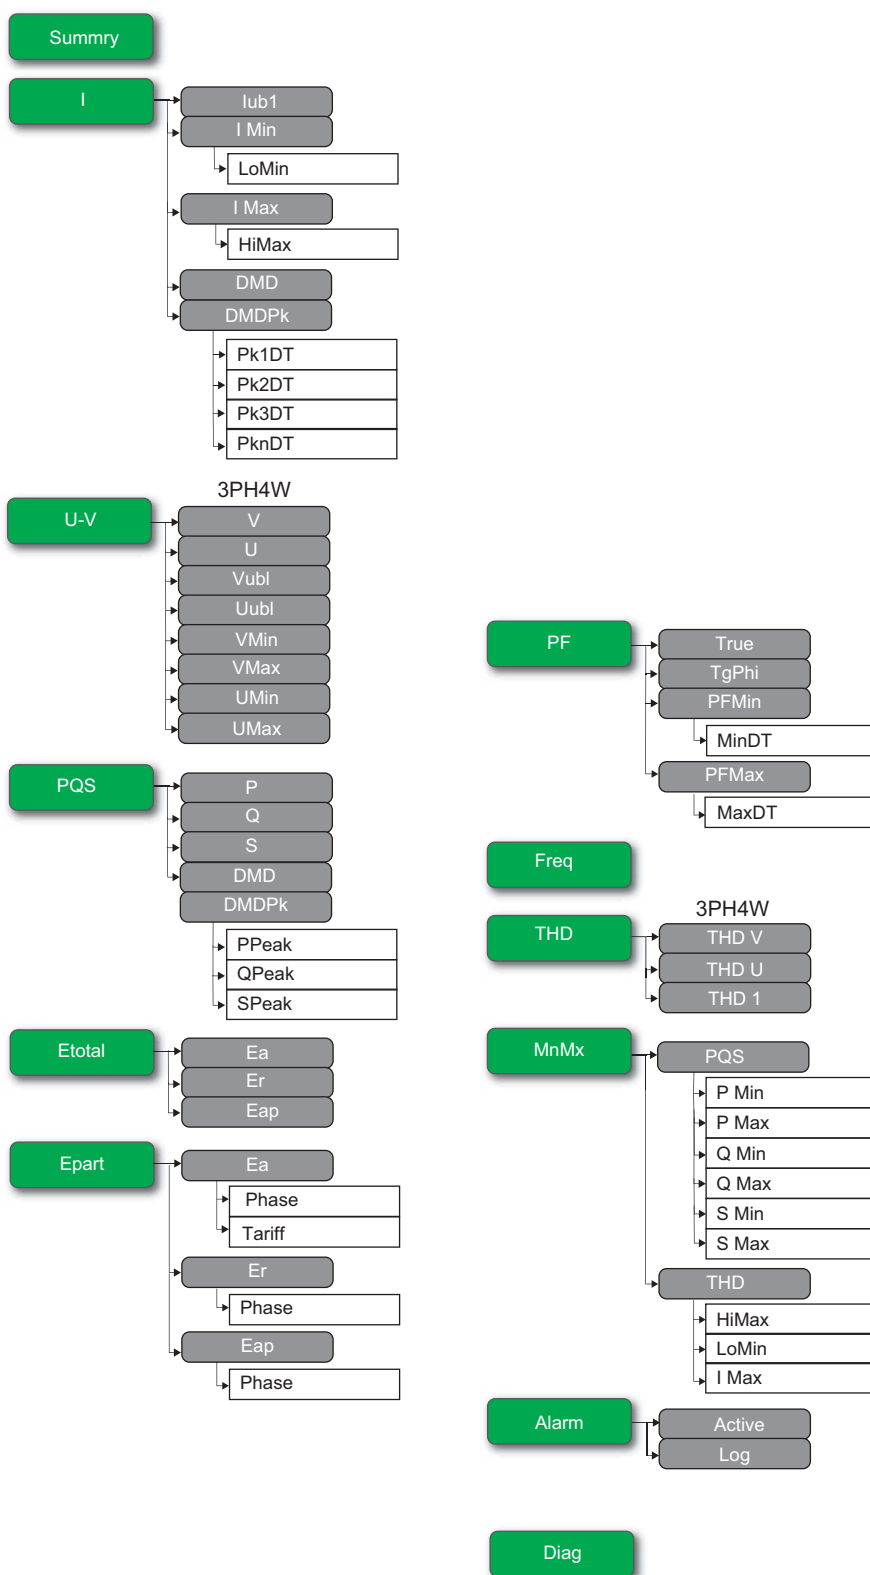 Summry
I
Iub1
I Min
LoMin
I Max
HiMax
DMD
DMDPk
Pk1DT
Pk2DT
Pk3DT
PknDT
3PH4W
U-V
V
U
Vubl
Uubl
VMin
VMax
UMin
UMax
PQS
P
Q
S
DMD
DMDPk
PPeak
QPeak
SPeak
Etotal
Ea
Er
Eap
Epart
Ea
Phase
Tariff
Er
Phase
Eap
Phase
PF
True
TgPhi
PFMin
MinDT
PFMax
MaxDT
Freq
3PH4W
THD
THD V
THD U
THD 1
MnMx
PQS
P Min
P Max
Q Min
Q Max
S Min
S Max
THD
HiMax
LoMin
I Max
Alarm
Active
Log
Diag